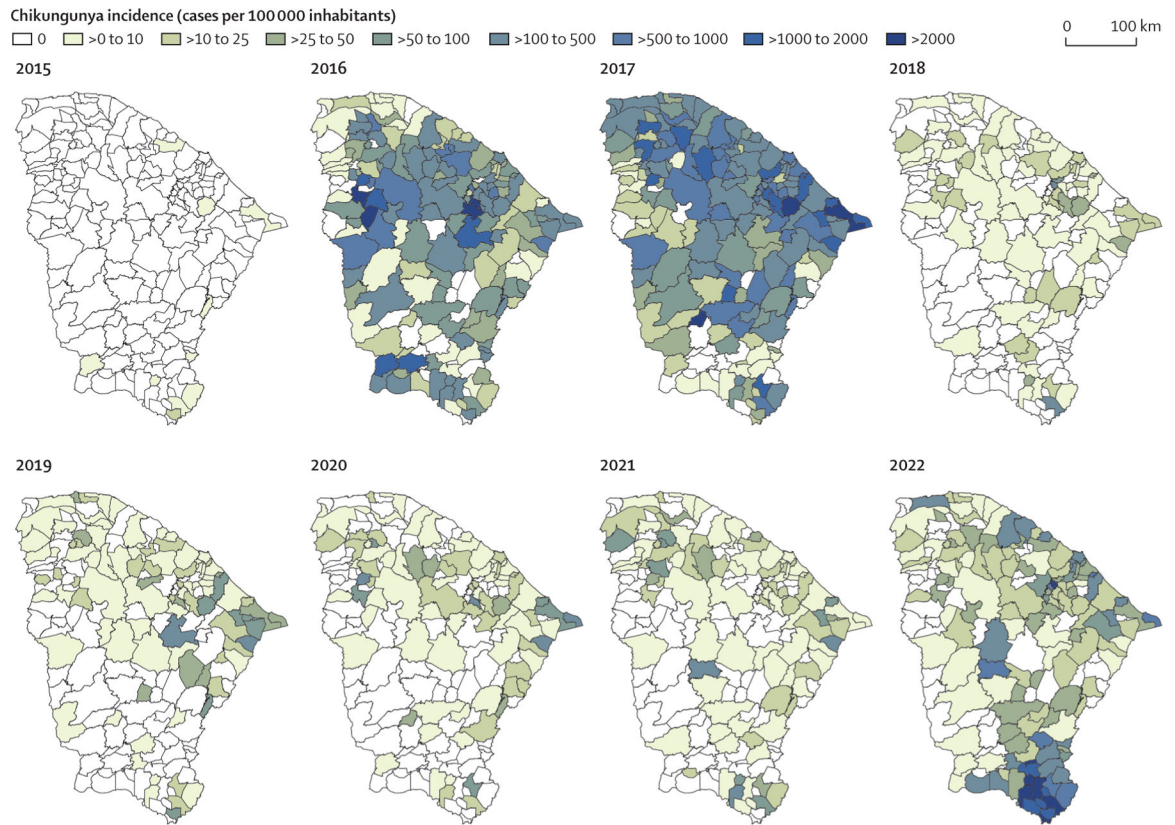 Chikungunya incidence (cases per 100 000 inhabitants)
0 >0 to 10 >10 to 25 >25 to 50 >50 to 100 >100 to 500 >500 to 1000 >1000 to 2000 >2000
0 100 km
2015 2016 2017 2018
2019 2020 2021 2022